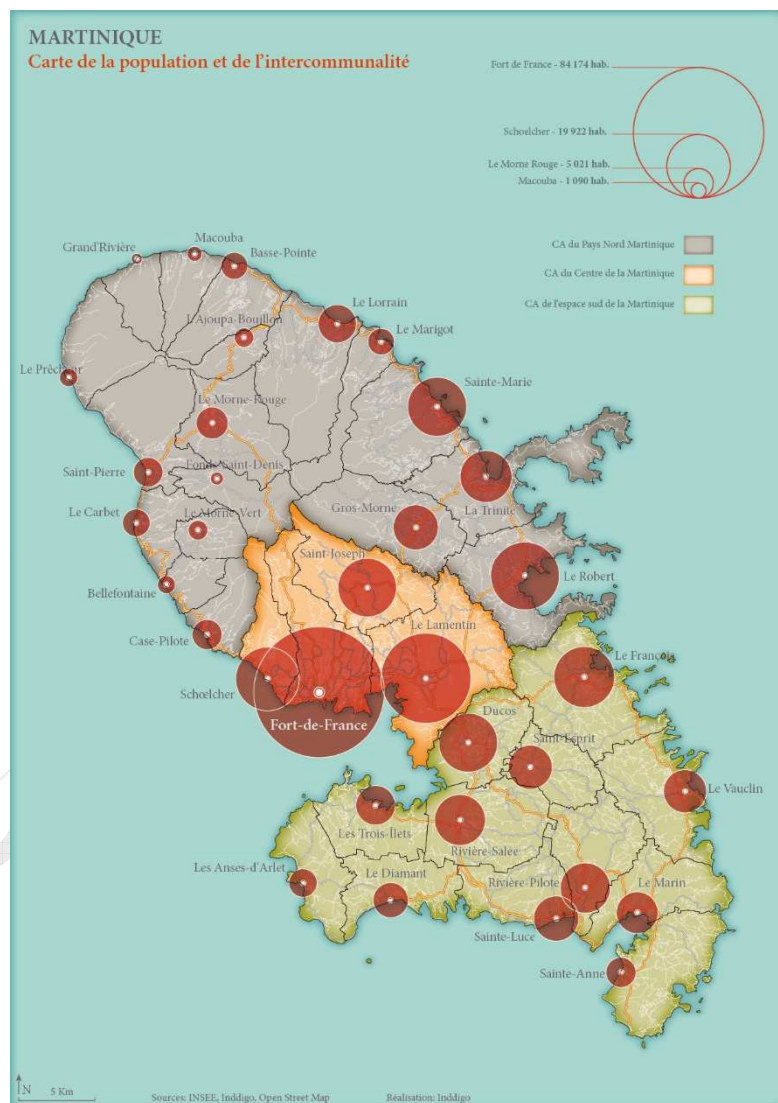 MARTINIQUE
Carte de la population et de l'intercommunalité
Fort de France - 84 174 hab.
Schoelcher - 19 922 hab.
Le Morne Rouge - 5 021 hab.
Macouba - 1 090 hab.
CA du Pays Nord Martinique
CA du Centre de la Martinique
CA de l'espace sud de la Martinique
Macouba
Grand'Rivière
Basse-Pointe
Le Lorrain
L'Ajoupa-Bouillon
Le Marigot
Le Prêcheur
Sainte-Marie
Le Morne-Rouge
Saint-Pierre
Fonds-Saint-Denis
La Trinité
Gros-Morne
Le Carbet
Le Morne-Vert
Saint-Joseph
Le Robert
Bellefontaine
Le Lamentin
Case-Pilote
Le François
Schœlcher
Ducos
Fort-de-France
Saint-Esprit
Le Vauclin
Les Trois-Îlets
Rivière-Salée
Les Anses-d'Arlet
Le Diamant
Rivière-Pilote
Le Marin
Sainte-Luce
Sainte-Anne
N
5 Km
Sources: INSEE, Inddigo, Open Street Map
Réalisation: Inddigo